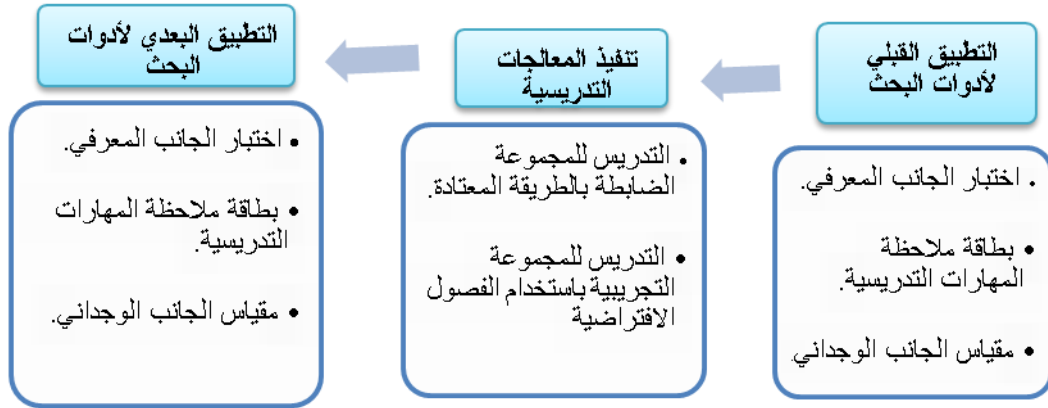 التطبيق القبلي
لأدوات البحث
• اختبار الجانب المعرفي.
• بطاقة ملاحظة
المهارات التدريسية.
• مقياس الجانب الوجداني.
تنفيذ المعالجات
التدريسية
• التدريس للمجموعة
الضابطة بالطريقة المعتادة.
• التدريس للمجموعة
التجريبية باستخدام الفصول
الافتراضية
التطبيق البعدي لأدوات
البحث
• اختبار الجانب المعرفي.
• بطاقة ملاحظة المهارات
التدريسية.
• مقياس الجانب الوجداني.